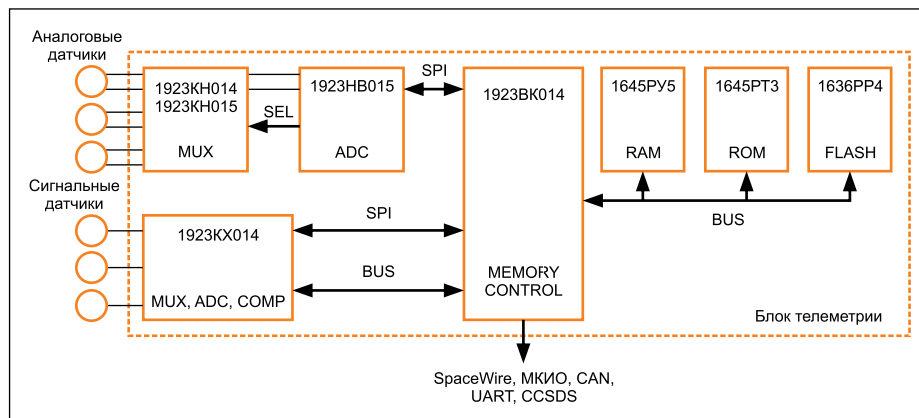 Аналоговые
датчики
1923КН014
1923КН015
MUX
SEL
1923НВ015
ADC
SPI
1923ВК014
MEMORY
CONTROL
1645РУ5
RAM
1645РТ3
ROM
1636РР4
FLASH
BUS
Сигнальные
датчики
1923КХ014
MUX, ADC, COMP
SPI
BUS
Блок телеметрии
SpaceWire, МКИО, CAN,
UART, CCSDS